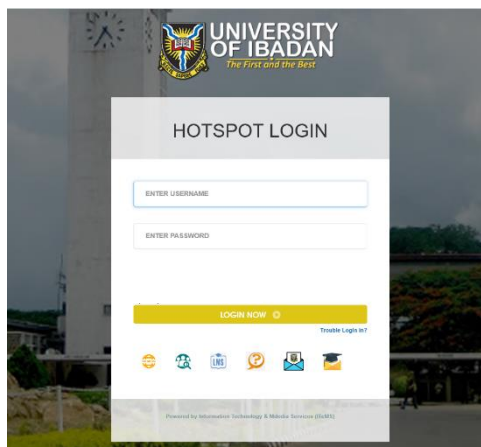 UNIVERSITY
OF IBADAN
The First and the Best
HOTSPOT LOGIN
ENTER USERNAME
ENTER PASSWORD
LOGIN NOW
Trouble Login in?
LMS
Powered by Information Technology & Media Services (ITeMS)